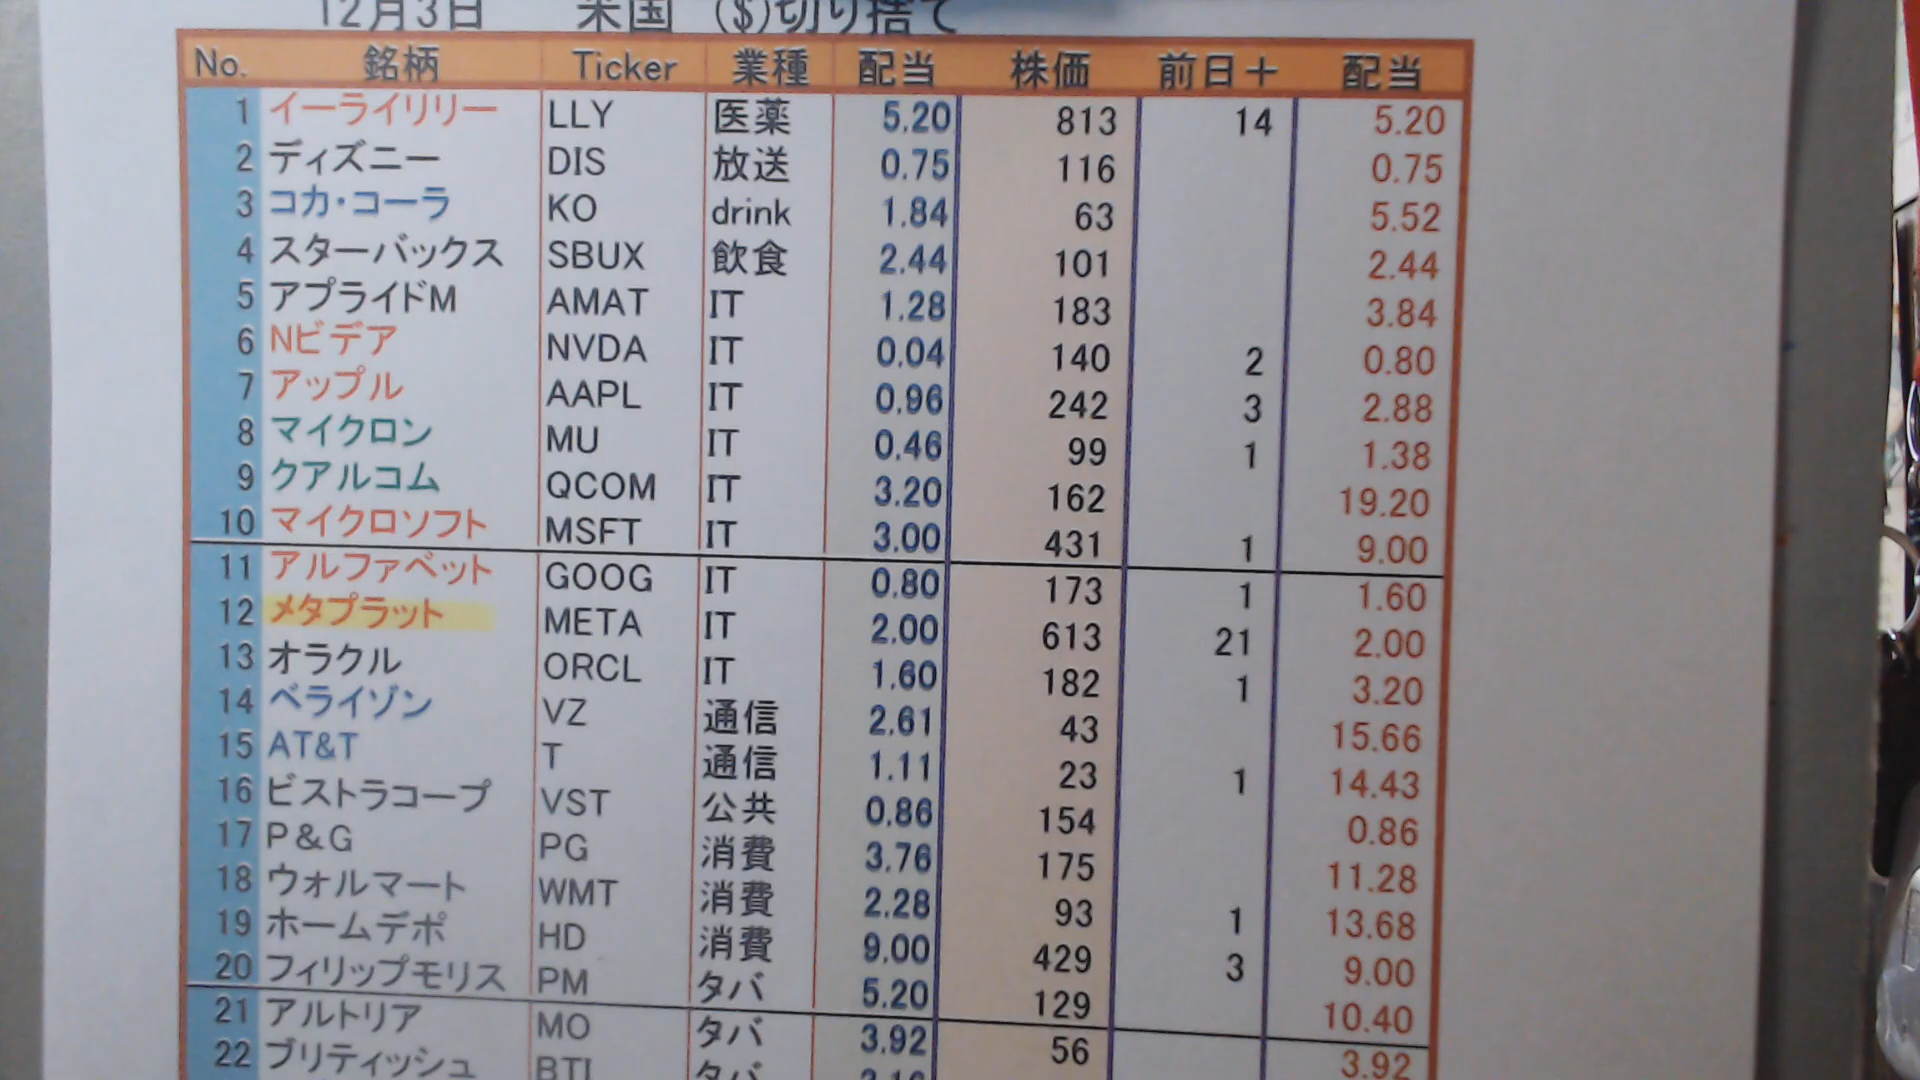 12月3日 米国 ($)切り捨て
No. 銘柄 Ticker 業種 配当 株価 前日＋ 配当
1 イーライリリー LLY 医薬 5.20 813 14 5.20
2 ディズニー DIS 放送 0.75 116 0.75
3 コカ・コーラ KO drink 1.84 63 5.52
4 スターバックス SBUX 飲食 2.44 101 2.44
5 アプライドM AMAT IT 1.28 183 3.84
6 Nビデア NVDA IT 0.04 140 2 0.80
7 アップル AAPL IT 0.96 242 3 2.88
8 マイクロン MU IT 0.46 99 1 1.38
9 クアルコム QCOM IT 3.20 162 19.20
10 マイクロソフト MSFT IT 3.00 431 1 9.00
11 アルファベット GOOG IT 0.80 173 1 1.60
12 メタプラット META IT 2.00 613 21 2.00
13 オラクル ORCL IT 1.60 182 1 3.20
14 ベライゾン VZ 通信 2.61 43 15.66
15 AT&T T 通信 1.11 23 1 14.43
16 ビストラコープ VST 公共 0.86 154 0.86
17 P&G PG 消費 3.76 175 11.28
18 ウォルマート WMT 消費 2.28 93 1 13.68
19 ホームデポ HD 消費 9.00 429 3 9.00
20 フィリップモリス PM タバ 5.20 129 10.40
21 アルトリア MO タバ 3.92 56 3.92
22 ブリティッシュ BTI タバ